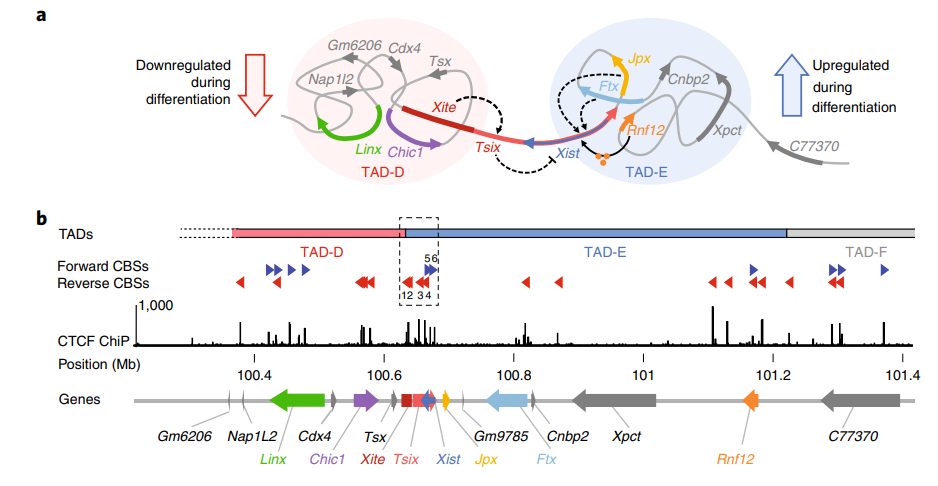 a
Downregulated
during
differentiation
Gm6206
Cdx4
Nap1l2
Tsx
Xite
Linx
Chic1
Tsix
TAD-D
Jpx
Ftx
Cnbp2
Rnf12
Xpct
Xist
TAD-E
C77370
Upregulated
during
differentiation
b
TADs
TAD-D
TAD-E
TAD-F
Forward CBSs
56
Reverse CBSs
12 34
1,000
CTCF ChiP
Position (Mb)
100.4 100.6 100.8 101 101.2 101.4
Genes
Gm6206 Nap1L2 Cdx4 Tsx Gm9785 Cnbp2 Xpct C77370
Linx Chic1 Xite Tsix Xist Jpx Ftx Rnf12